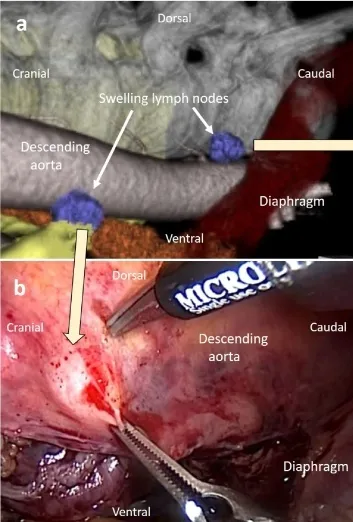 a
Dorsal
Cranial
Caudal
Swelling lymph nodes
Descending
aorta
Diaphragm
Ventral
b
Dorsal
MICRO
Cranial
Descending
aorta
Caudal
Diaphragm
Ventral